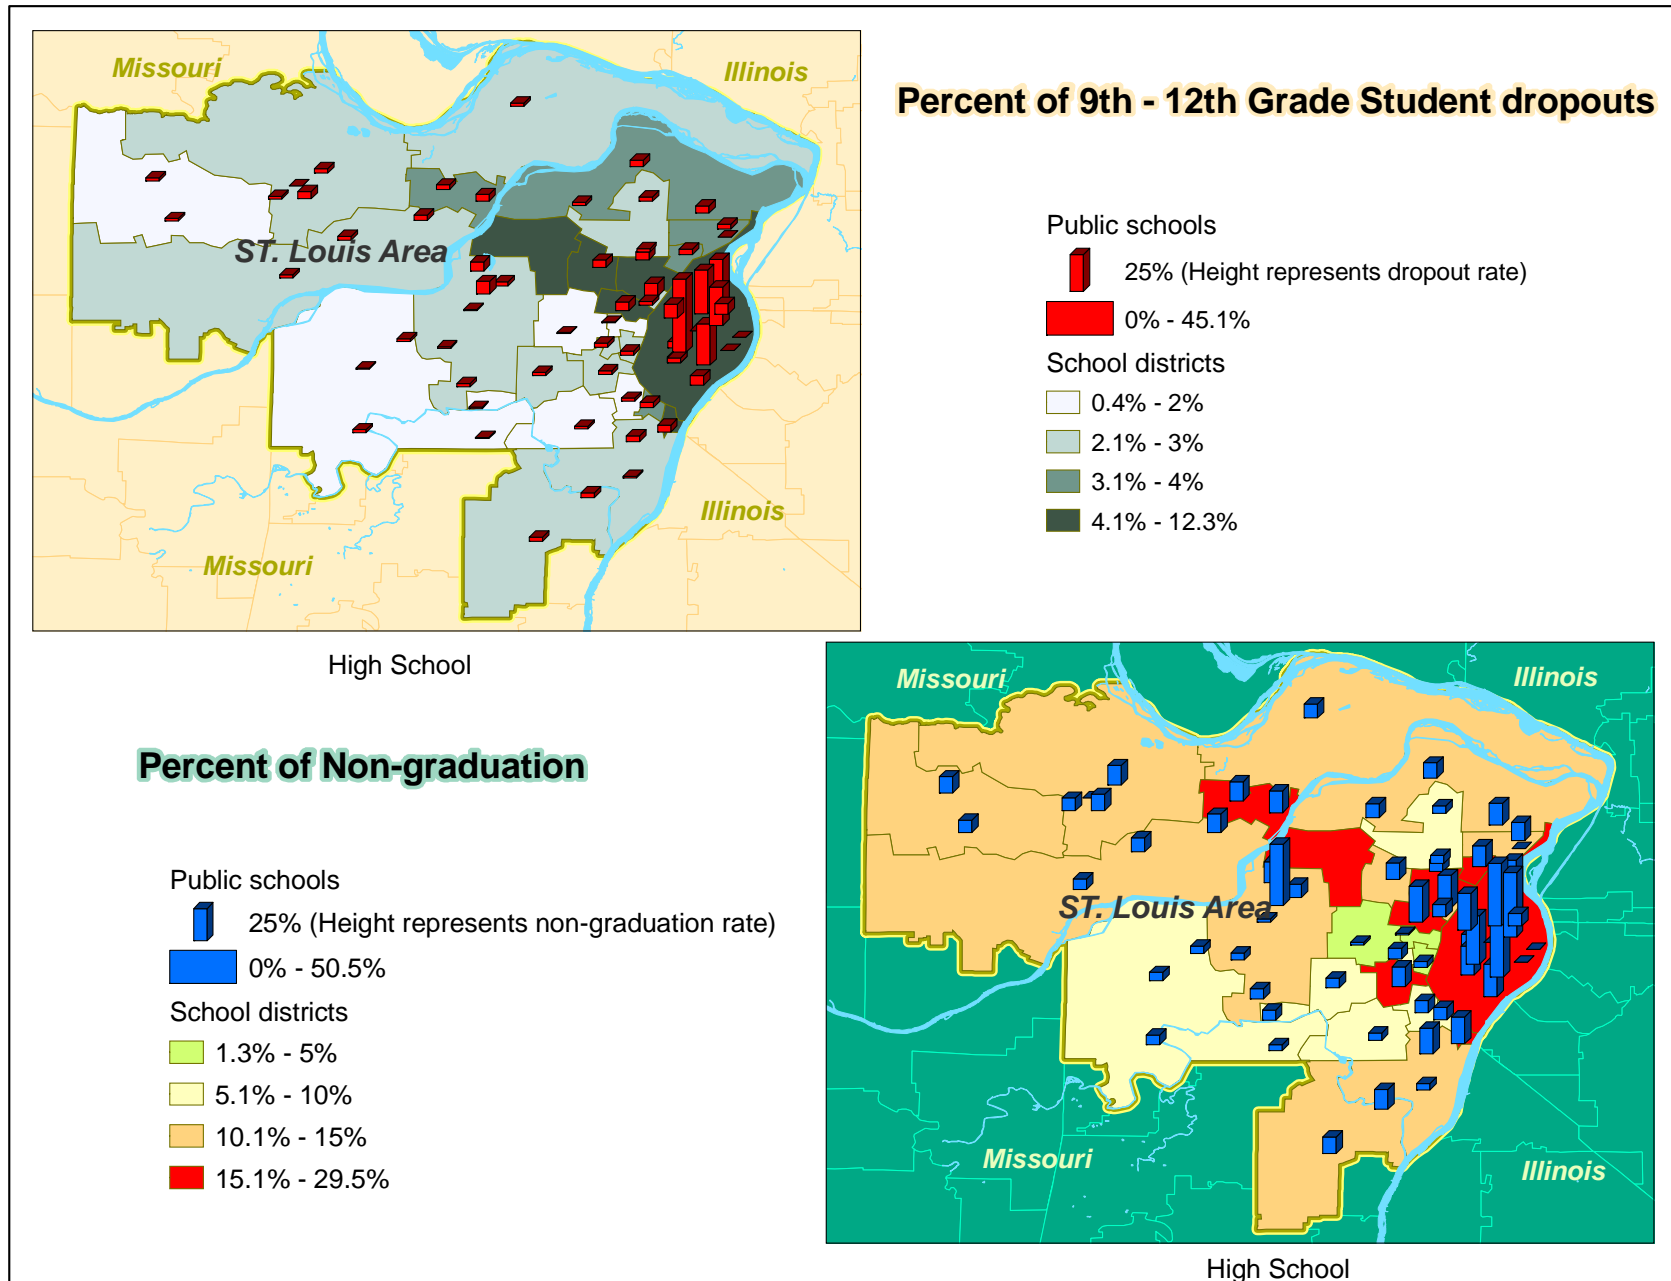 Missouri
Illinois
ST. Louis Area
Illinois
Missouri
High School
Percent of 9th - 12th Grade Student dropouts
Public schools
25% (Height represents dropout rate)
0% - 45.1%
School districts
0.4% - 2%
2.1% - 3%
3.1% - 4%
4.1% - 12.3%
Percent of Non-graduation
Public schools
25% (Height represents non-graduation rate)
0% - 50.5%
School districts
1.3% - 5%
5.1% - 10%
10.1% - 15%
15.1% - 29.5%
Missouri
Illinois
ST. Louis Area
Missouri
Illinois
High School